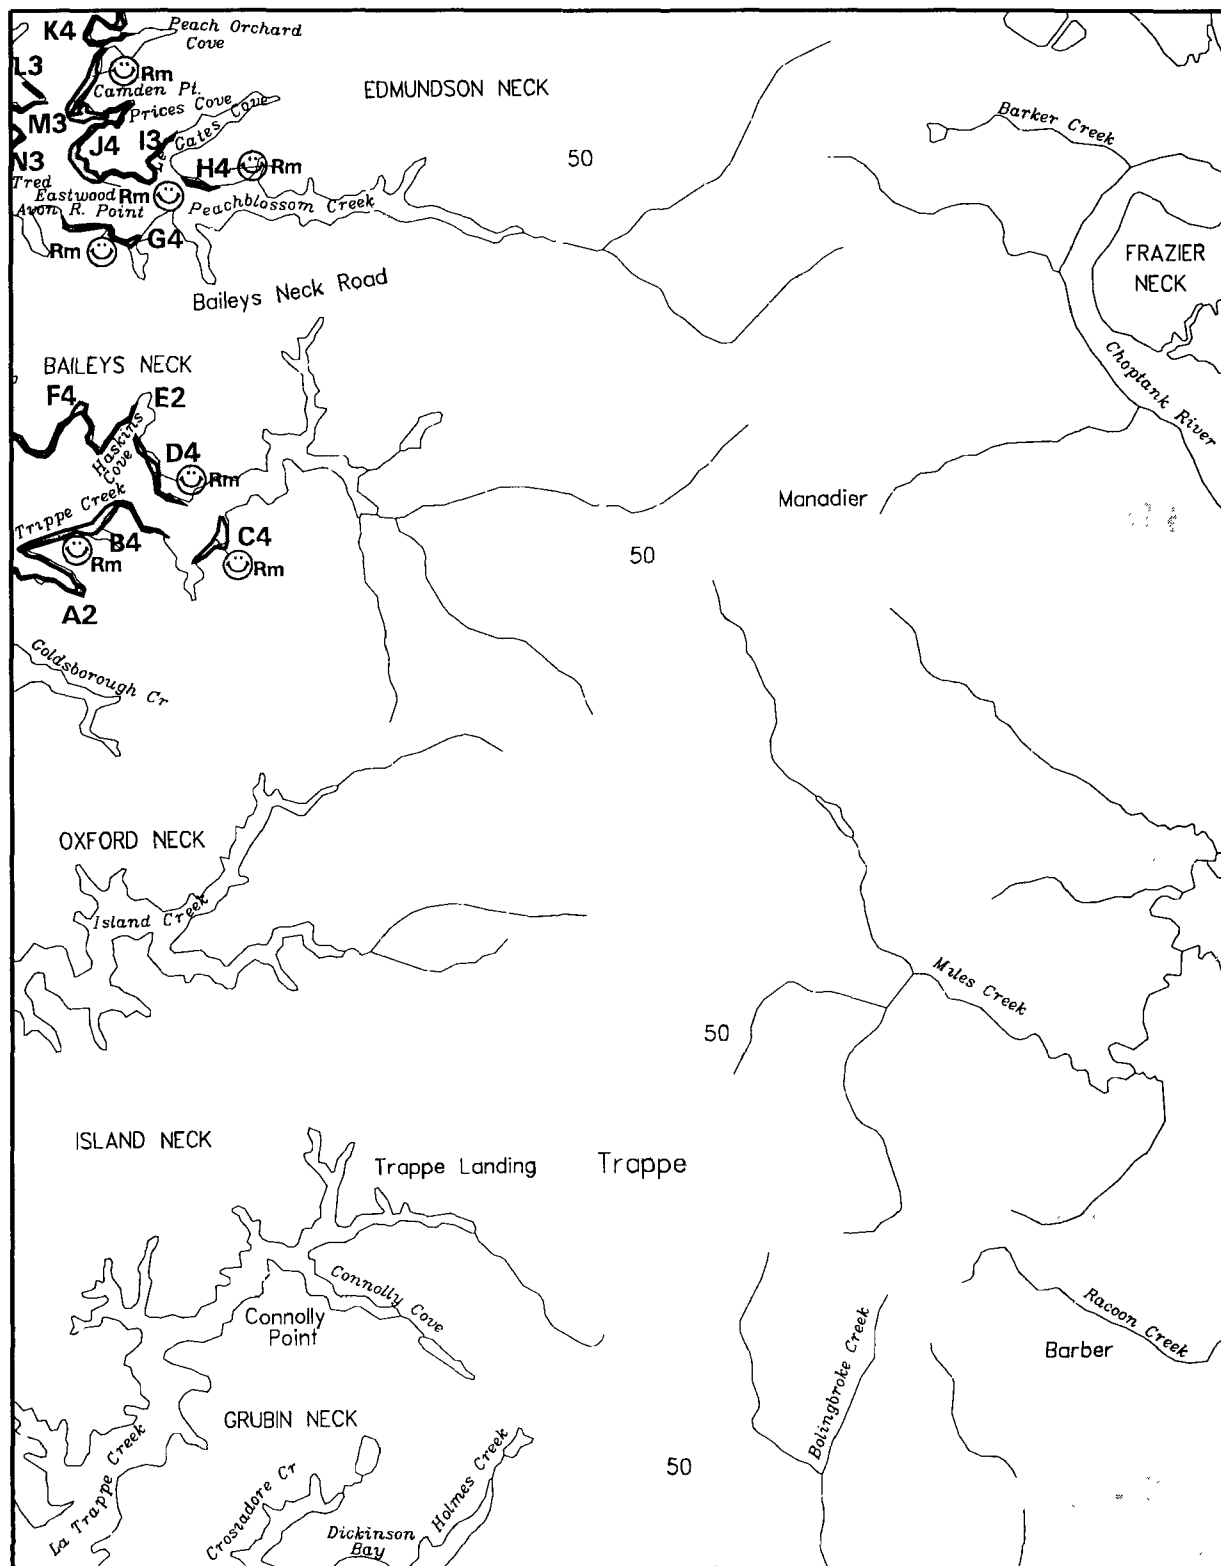 K4
Peach Orchard
Cove
L3
Rm
Camden Pt.
Prices Cove
EDMUNDSON NECK
M3
J4
I3
Le Gates Cove
N3
H4
Rm
50
Barker Creek
Tred
Eastwood
Rm
Avon R. Point
Peachblossom Creek
G4
Rm
FRAZIER
NECK
Baileys Neck Road
Choptank River
BAILEYS NECK
F4
E2
Haskins
Cove
D4
Rm
Trippe Creek
Manadier
B4
C4
Rm
Rm
50
A2
Goldsborough Cr
OXFORD NECK
Island Creek
Miles Creek
50
ISLAND NECK
Trappe Landing
Trappe
Connolly Cove
Connolly
Point
Racoon Creek
Barber
Bolingbroke Creek
GRUBIN NECK
La Trappe Creek
Crosiadore Cr
Holmes Creek
50
Dickinson
Bay